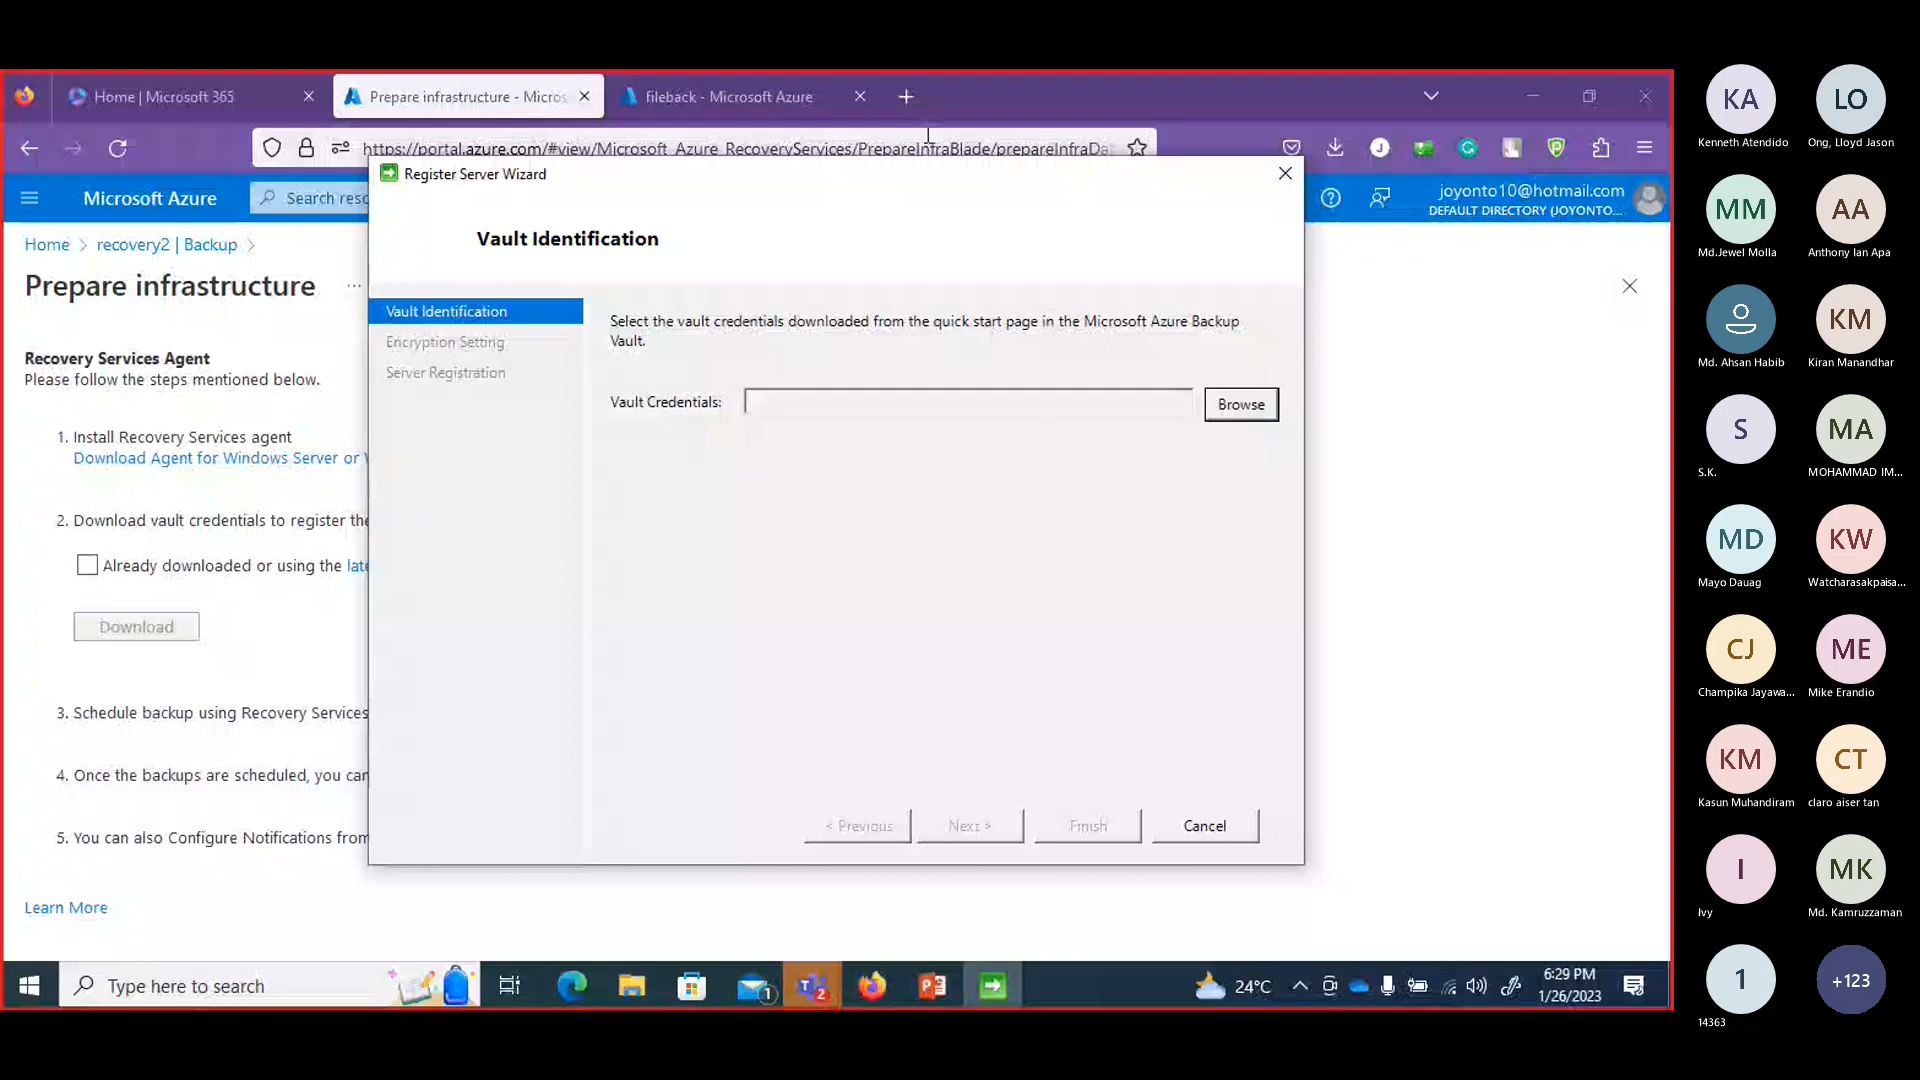 Home | Microsoft 365
Prepare infrastructure - Micros
fileback - Microsoft Azure
https://portal.azure.com/#view/Microsoft_Azure_RecoveryServices/PrepareInfraBlade/prepareInfraDa
Microsoft Azure
Search reso
joyonto10@hotmail.com
DEFAULT DIRECTORY (JOYONTO...
Home > recovery2 | Backup >
Prepare infrastructure ...
Recovery Services Agent
Please follow the steps mentioned below.
1. Install Recovery Services agent
Download Agent for Windows Server or
2. Download vault credentials to register the
Already downloaded or using the late
Download
3. Schedule backup using Recovery Services
4. Once the backups are scheduled, you can
5. You can also Configure Notifications from
Learn More
Register Server Wizard
Vault Identification
Vault Identification
Encryption Setting
Server Registration
Select the vault credentials downloaded from the quick start page in the Microsoft Azure Backup
Vault.
Vault Credentials:
Browse
< Previous
Next >
Finish
Cancel
Type here to search
1
2
24°C
6:29 PM
1/26/2023
KA
Kenneth Atendido
LO
Ong, Lloyd Jason
MM
Md.Jewel Molla
AA
Anthony Ian Apa
Md. Ahsan Habib
KM
Kiran Manandhar
S
S.K.
MA
MOHAMMAD IM...
MD
Mayo Dauag
KW
Watcharasakpaisa...
CJ
Champika Jayawa...
ME
Mike Erandio
KM
Kasun Muhandiram
CT
claro aiser tan
I
Ivy
MK
Md. Kamruzzaman
1
14363
+123